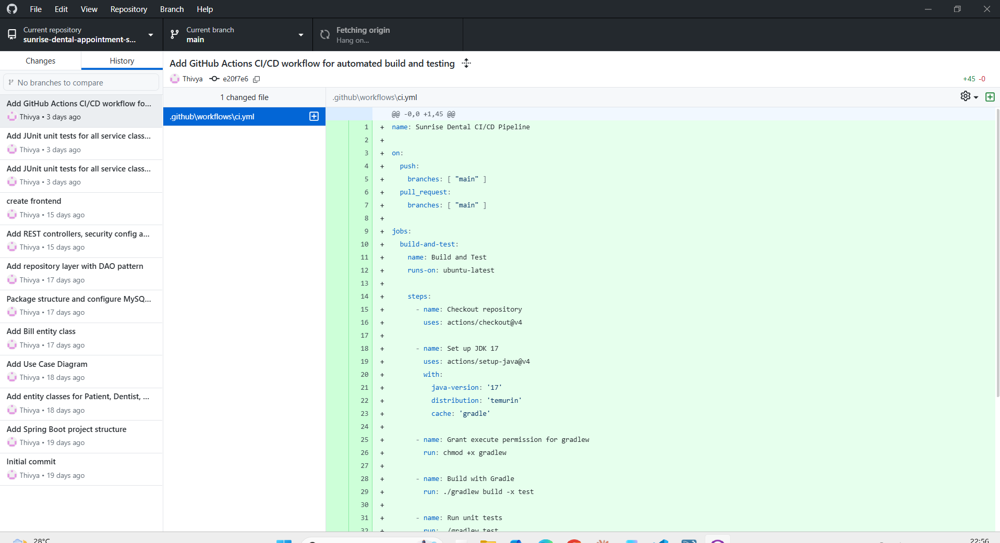 File Edit View Repository Branch Help
Current repository
sunrise-dental-appointment-s...
Current branch
main
Fetching origin
Hang on...
Changes
History
No branches to compare
Add GitHub Actions CI/CD workflow fo...
Thivya • 3 days ago
Add JUnit unit tests for all service class...
Thivya • 3 days ago
Add JUnit unit tests for all service class...
Thivya • 3 days ago
create frontend
Thivya • 15 days ago
Add REST controllers, security config a...
Thivya • 15 days ago
Add repository layer with DAO pattern
Thivya • 17 days ago
Package structure and configure MySQ...
Thivya • 17 days ago
Add Bill entity class
Thivya • 17 days ago
Add Use Case Diagram
Thivya • 18 days ago
Add entity classes for Patient, Dentist, ...
Thivya • 18 days ago
Add Spring Boot project structure
Thivya • 19 days ago
Initial commit
Thivya • 19 days ago
Add GitHub Actions CI/CD workflow for automated build and testing
Thivya e20f7e6
+45 -0
1 changed file
.github\workflows\ci.yml
.github\workflows\ci.yml
@@ -0,0 +1,45 @@
1 + name: Sunrise Dental CI/CD Pipeline
2 +
3 + on:
4 + push:
5 + branches: [ "main" ]
6 + pull_request:
7 + branches: [ "main" ]
8 +
9 + jobs:
10 + build-and-test:
11 + name: Build and Test
12 + runs-on: ubuntu-latest
13 +
14 + steps:
15 + - name: Checkout repository
16 + uses: actions/checkout@v4
17 +
18 + - name: Set up JDK 17
19 + uses: actions/setup-java@v4
20 + with:
21 + java-version: '17'
22 + distribution: 'temurin'
23 + cache: 'gradle'
24 +
25 + - name: Grant execute permission for gradlew
26 + run: chmod +x gradlew
27 +
28 + - name: Build with Gradle
29 + run: ./gradlew build -x test
30 +
31 + - name: Run unit tests
32 + run: ./gradlew test
28°C
22:56